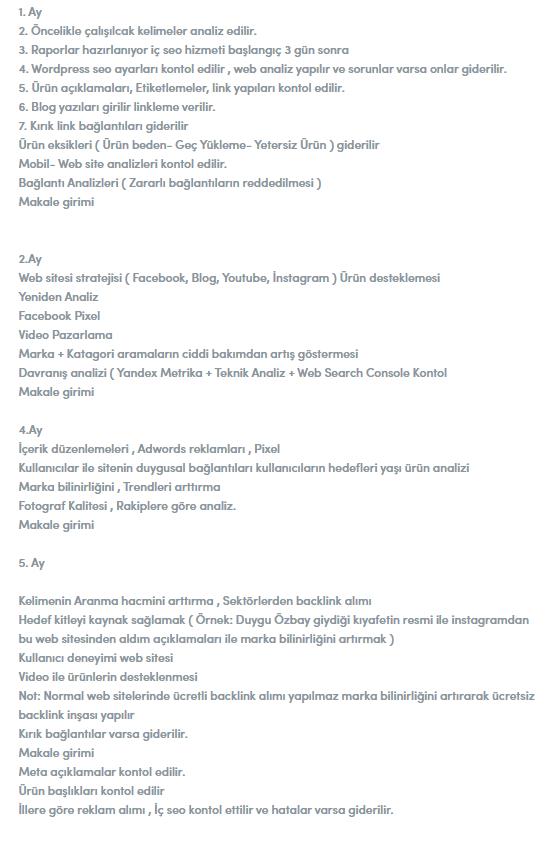 1. Ay
2. Öncelikle çalışılcak kelimeler analiz edilir.
3. Raporlar hazırlanıyor iç seo hizmeti başlangıç 3 gün sonra
4. Wordpress seo ayarları kontol edilir , web analiz yapılır ve sorunlar varsa onlar giderilir.
5. Ürün açıklamaları, Etiketlemeler, link yapıları kontol edilir.
6. Blog yazıları girilir linkleme verilir.
7. Kırık link bağlantıları giderilir
Ürün eksikleri ( Ürün beden- Geç Yükleme- Yetersiz Ürün ) giderilir
Mobil- Web site analizleri kontol edilir.
Bağlantı Analizleri ( Zararlı bağlantıların reddedilmesi )
Makale girimi
2.Ay
Web sitesi stratejisi ( Facebook, Blog, Youtube, İnstagram ) Ürün desteklemesi
Yeniden Analiz
Facebook Pixel
Video Pazarlama
Marka + Katagori aramaların ciddi bakımdan artış göstermesi
Davranış analizi ( Yandex Metrika + Teknik Analiz + Web Search Console Kontol
Makale girimi
4.Ay
İçerik düzenlemeleri , Adwords reklamları , Pixel
Kullanıcılar ile sitenin duygusal bağlantıları kullanıcıların hedefleri yaşı ürün analizi
Marka bilinirliğini , Trendleri arttırma
Fotograf Kalitesi , Rakiplere göre analiz.
Makale girimi
5. Ay
Kelimenin Aranma hacmini arttırma , Sektörlerden backlink alımı
Hedef kitleyi kaynak sağlamak ( Örnek: Duygu Özbay giydiği kıyafetin resmi ile instagramdan
bu web sitesinden aldım açıklamaları ile marka bilinirliğini artırmak )
Kullanıcı deneyimi web sitesi
Video ile ürünlerin desteklenmesi
Not: Normal web sitelerinde ücretli backlink alımı yapılmaz marka bilinirliğini artırarak ücretsiz
backlink inşası yapılır
Kırık bağlantılar varsa giderilir.
Makale girimi
Meta açıklamalar kontol edilir.
Ürün başlıkları kontol edilir
İllere göre reklam alımı , İç seo kontol ettilir ve hatalar varsa giderilir.